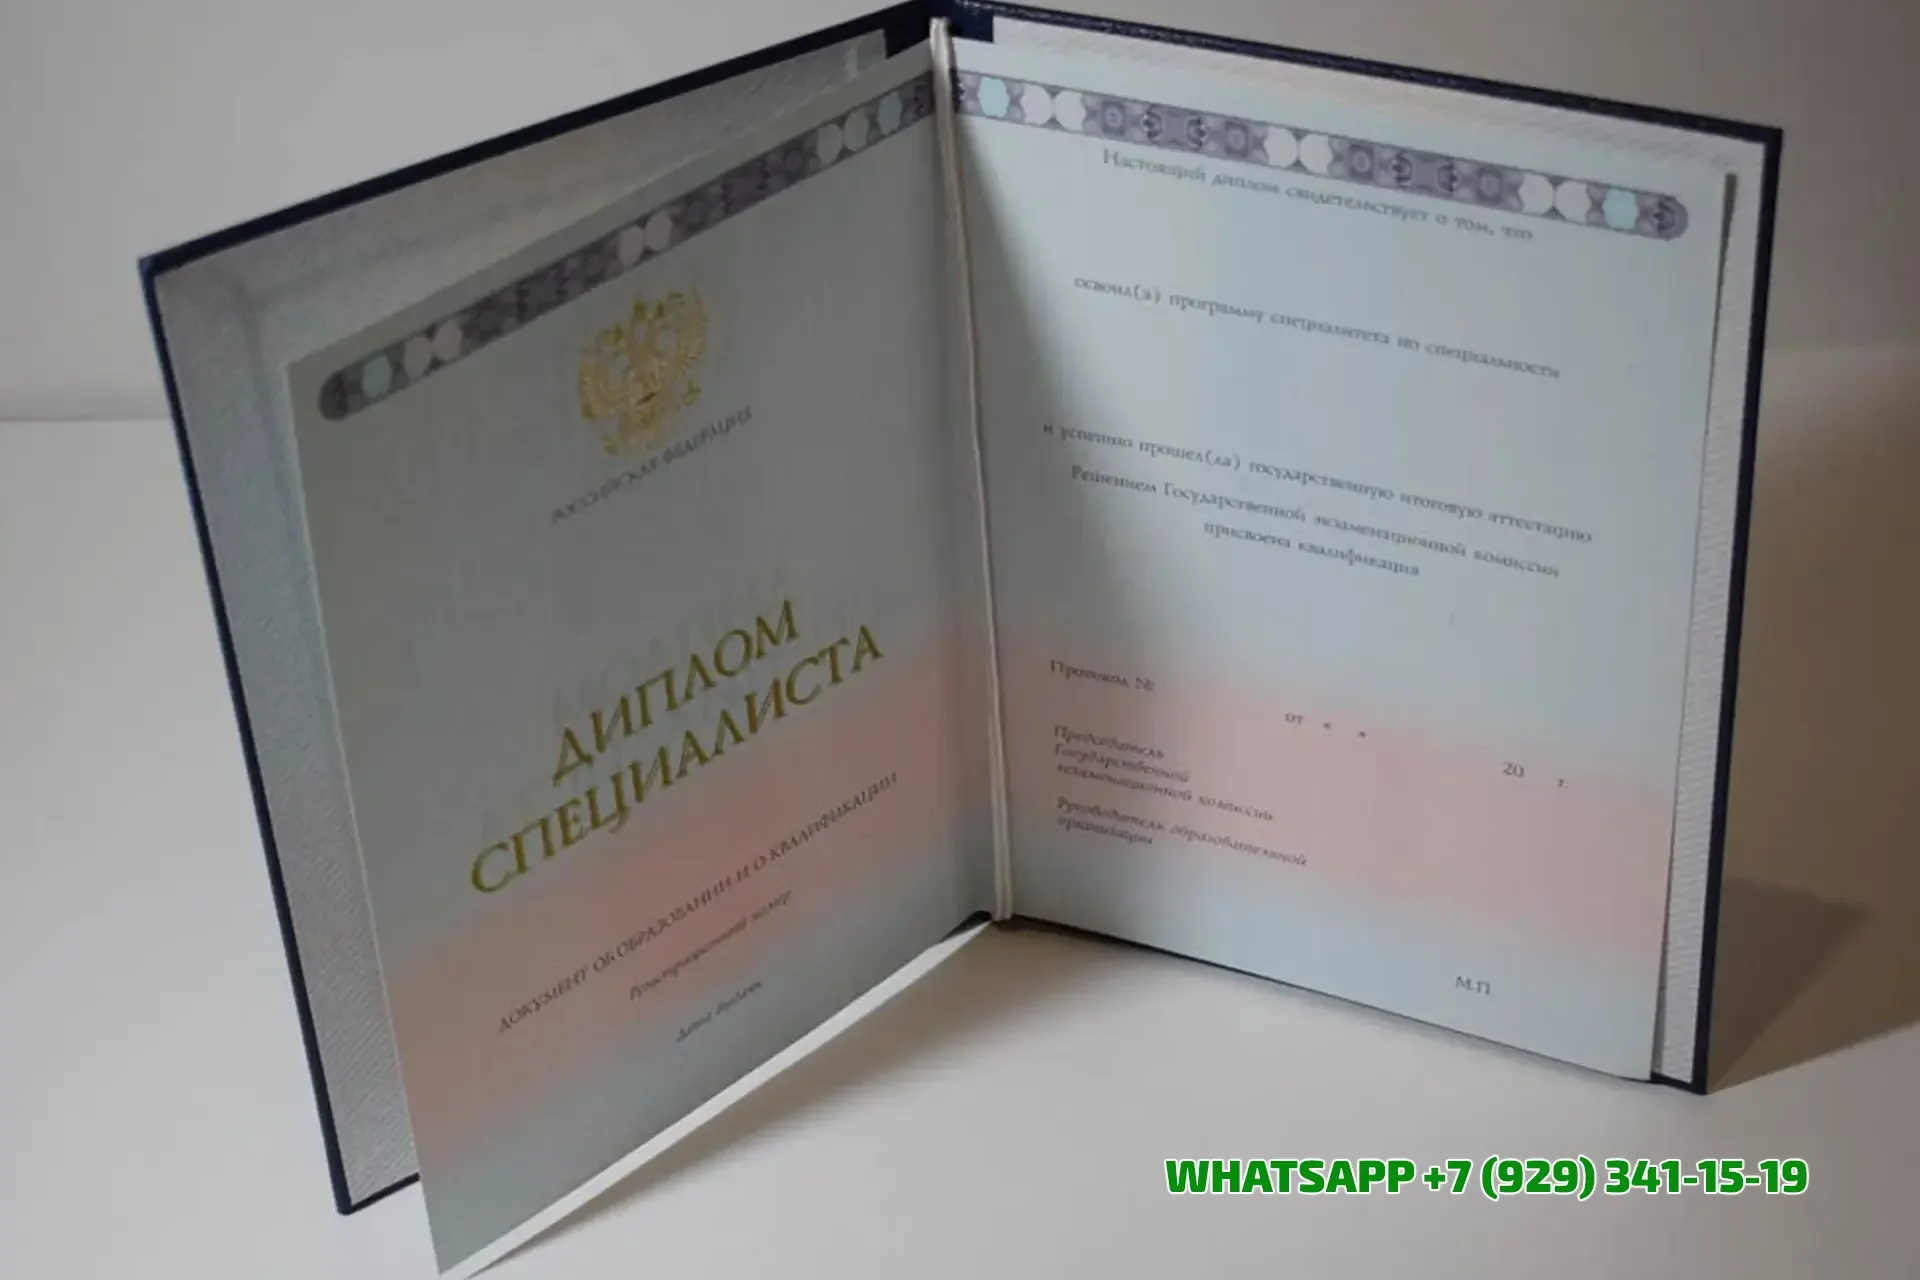 РОССИЙСКАЯ ФЕДЕРАЦИЯ
ДИПЛОМ
СПЕЦИАЛИСТА
ДОКУМЕНТ ОБ ОБРАЗОВАНИИ И О КВАЛИФИКАЦИИ
Регистрационный номер
Дата выдачи
Настоящий диплом свидетельствует о том, что
освоил(а) программу специалитета по специальности
и успешно прошел(ла) государственную итоговую аттестацию
Решением Государственной экзаменационной комиссии
присвоена квалификация
Протокол №
от « » 20 г.
Председатель
Государственной
экзаменационной комиссии
Руководитель образовательной
организации
М.П.
WHATSAPP +7 (929) 341-15-19